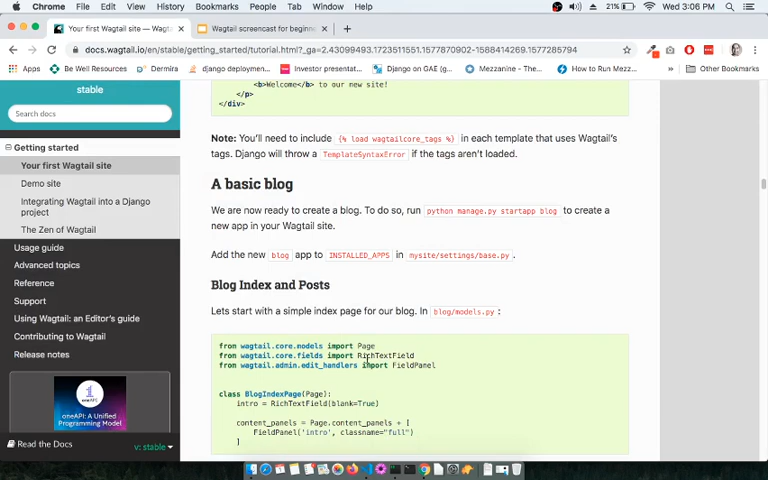 Chrome File Edit View History Bookmarks People Tab Window Help 21% Wed 3:06 PM
Your first Wagtail site — Wagt Wagtail screencast for beginne
docs.wagtail.io/en/stable/getting_started/tutorial.html?_ga=2.43099493.1723511551.1577870902-1588414269.1577285794
Apps Be Well Resources Dermira django deploymen... Investor presentat... Django on GAE (g... Mezzanine - The B... How to Run Mezz... » Other Bookmarks
stable
Search docs
Getting started
Your first Wagtail site
Demo site
Integrating Wagtail into a Django
project
The Zen of Wagtail
Usage guide
Advanced topics
Reference
Support
Using Wagtail: an Editor's guide
Contributing to Wagtail
Release notes
oneAPI: A Unified
Programming Model
Read the Docs v: stable
<b>Welcome</b> to our new site!
</p>
</div>
Note: You'll need to include {% load wagtailcore_tags %} in each template that uses Wagtail's
tags. Django will throw a TemplateSyntaxError if the tags aren't loaded.
A basic blog
We are now ready to create a blog. To do so, run python manage.py startapp blog to create a
new app in your Wagtail site.
Add the new blog app to INSTALLED_APPS in mysite/settings/base.py.
Blog Index and Posts
Lets start with a simple index page for our blog. In blog/models.py :
from wagtail.core.models import Page
from wagtail.core.fields import RichTextField
from wagtail.admin.edit_handlers import FieldPanel
class BlogIndexPage(Page):
intro = RichTextField(blank=True)
content_panels = Page.content_panels + [
FieldPanel('intro', classname="full")
]